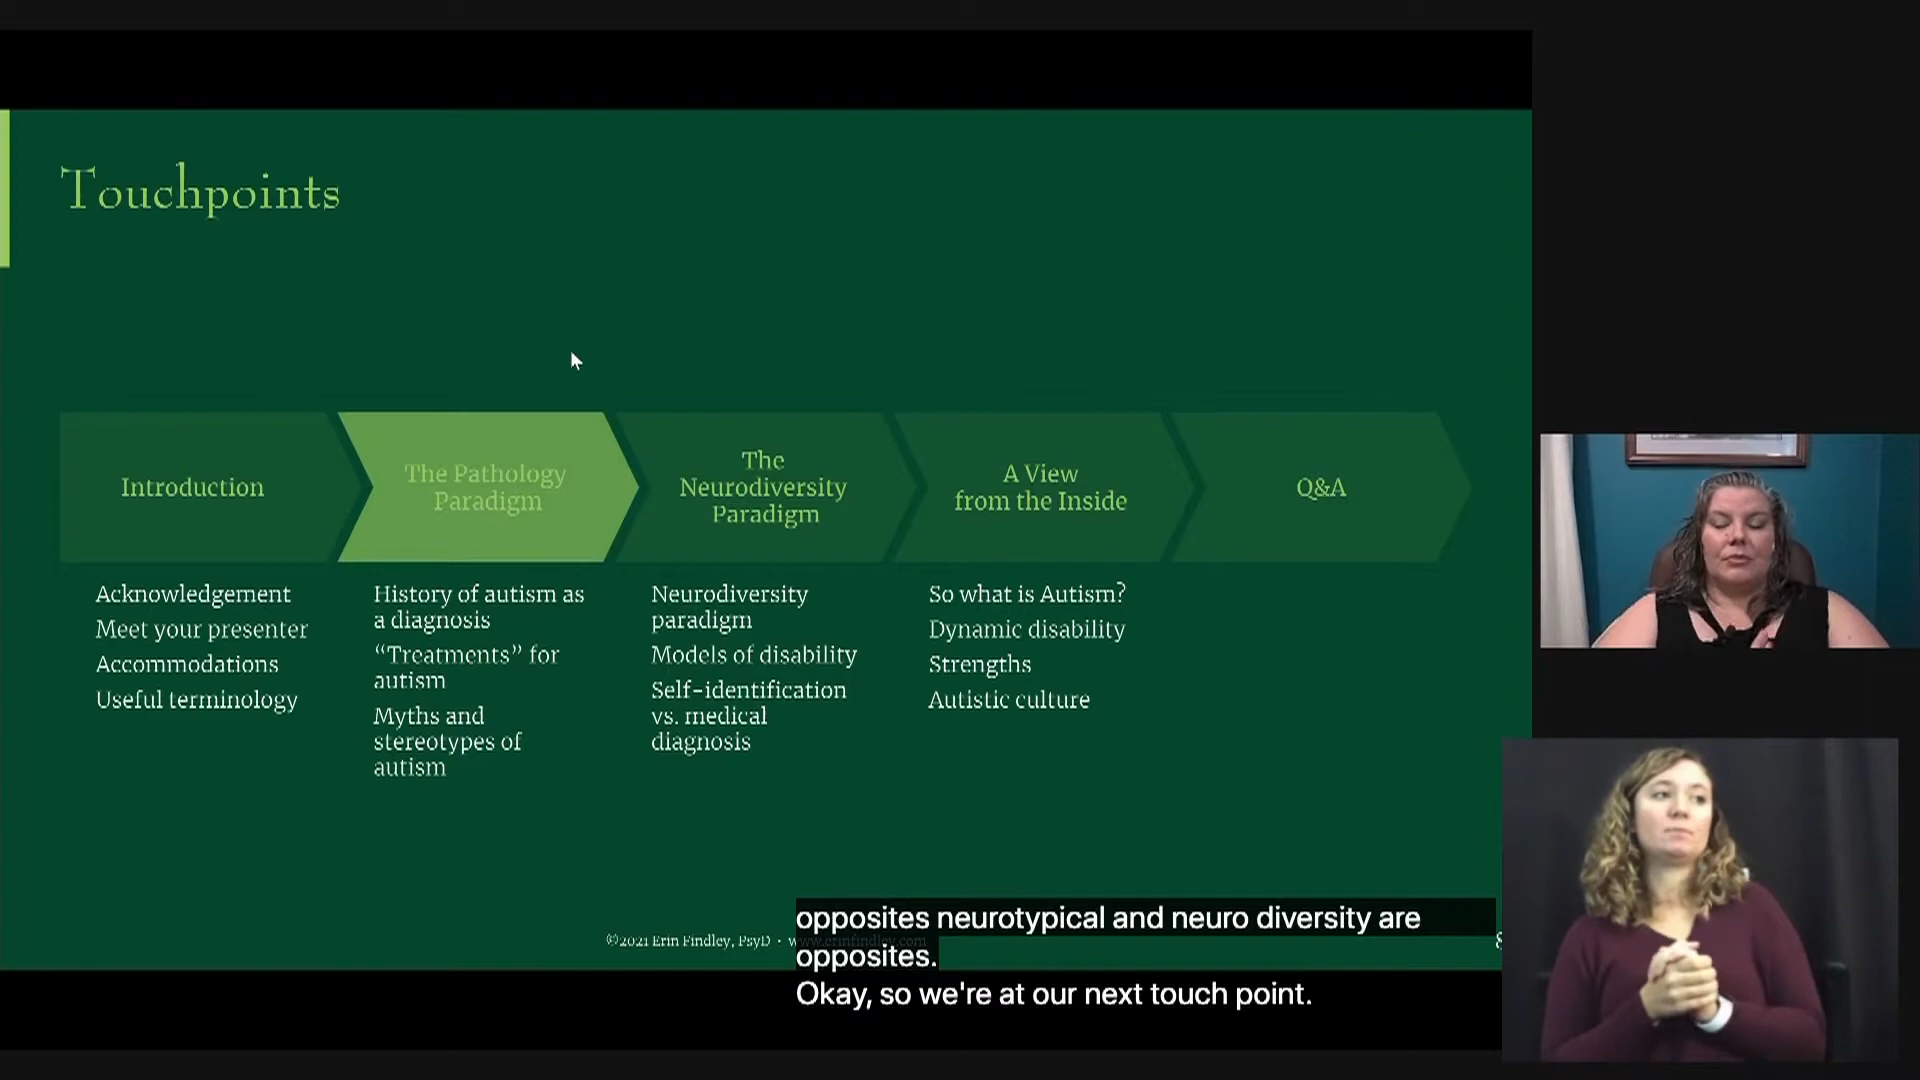 Touchpoints
Introduction
The Pathology
Paradigm
The
Neurodiversity
Paradigm
A View
from the Inside
Q&A
Acknowledgement
Meet your presenter
Accommodations
Useful terminology
History of autism as
a diagnosis
“Treatments” for
autism
Myths and
stereotypes of
autism
Neurodiversity
paradigm
Models of disability
Self-identification
vs. medical
diagnosis
So what is Autism?
Dynamic disability
Strengths
Autistic culture
©2021 Erin Findley, PsyD · www.erinfindley.com
opposites neurotypical and neuro diversity are
opposites.
Okay, so we're at our next touch point.